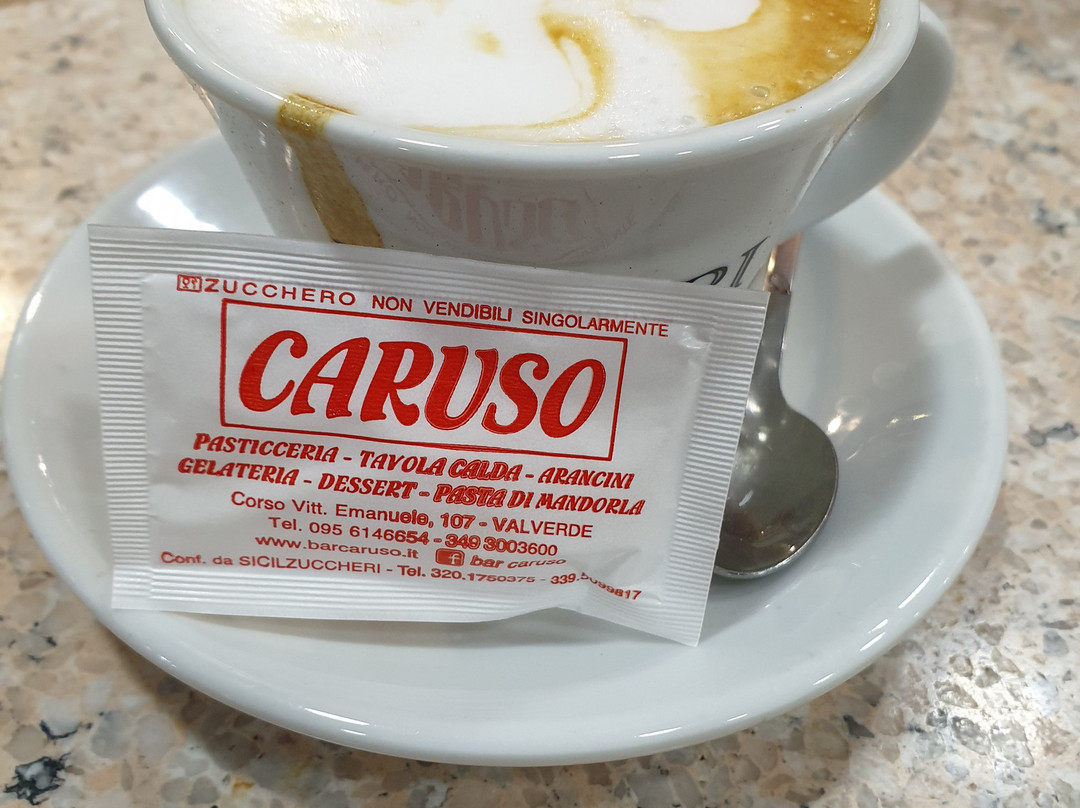 ZUCCHERO NON VENDIBILI SINGOLARMENTE
CARUSO
PASTICCERIA - TAVOLA CALDA - ARANCINI
GELATERIA - DESSERT - PASTA DI MANDORLA
Corso Vitt. Emanuele, 107 - VALVERDE
Tel. 095 6146654 - 349 3003600
www.barcaruso.it f bar caruso
Conf. da SICILZUCCHERI - Tel. 320.1750375 -